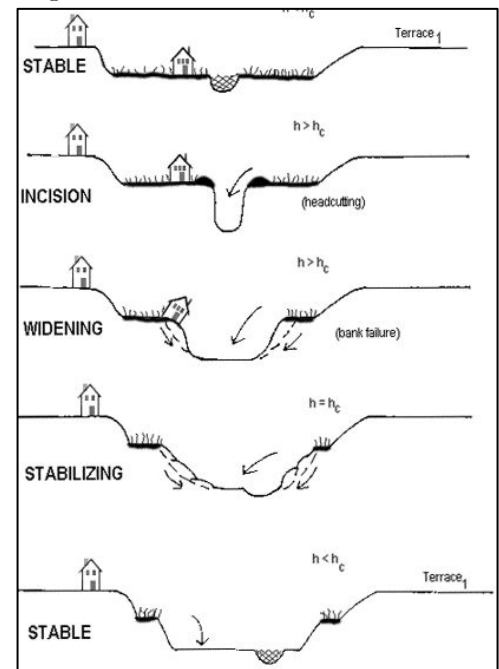 Terrace1
STABLE
h > hc
INCISION
(headcutting)
h > hc
WIDENING
(bank failure)
h = hc
STABILIZING
h < hc
Terrace1
STABLE